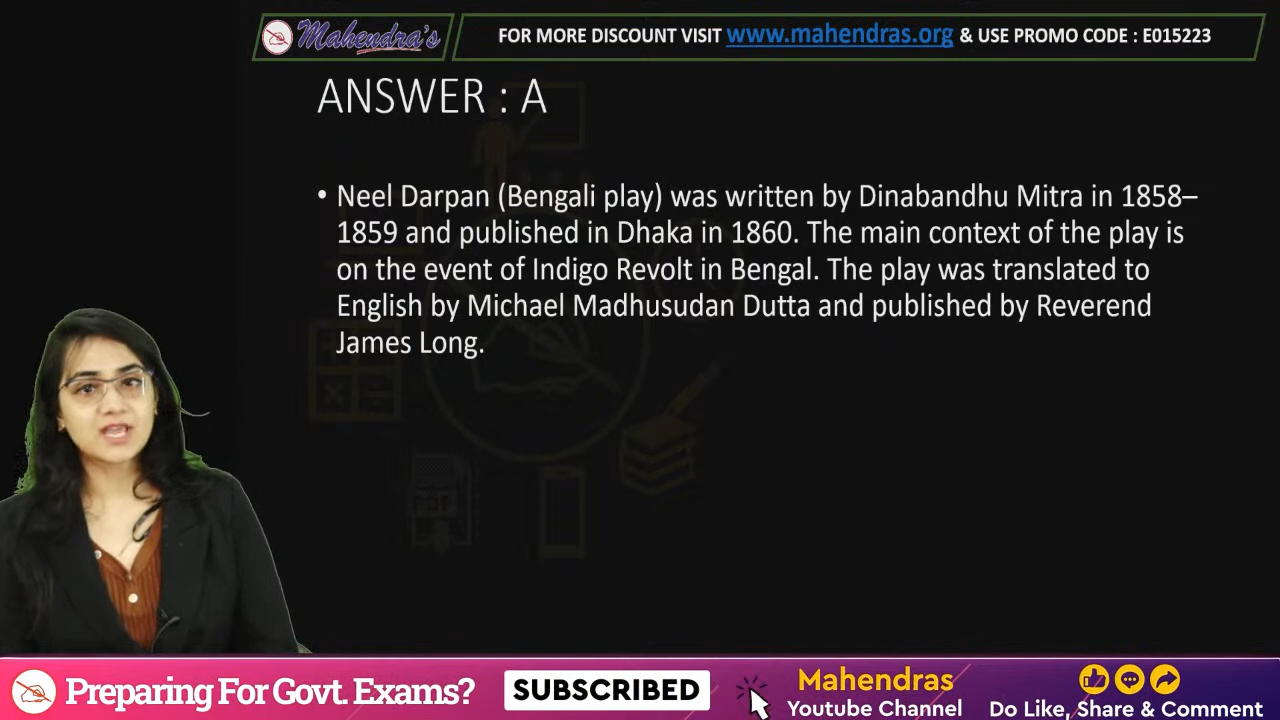 Mahendra's
FOR MORE DISCOUNT VISIT www.mahendras.org & USE PROMO CODE : E015223
ANSWER : A
• Neel Darpan (Bengali play) was written by Dinabandhu Mitra in 1858–
1859 and published in Dhaka in 1860. The main context of the play is
on the event of Indigo Revolt in Bengal. The play was translated to
English by Michael Madhusudan Dutta and published by Reverend
James Long.
PDF
Preparing For Govt. Exams?
SUBSCRIBED
Mahendras
Youtube Channel
Do Like, Share & Comment